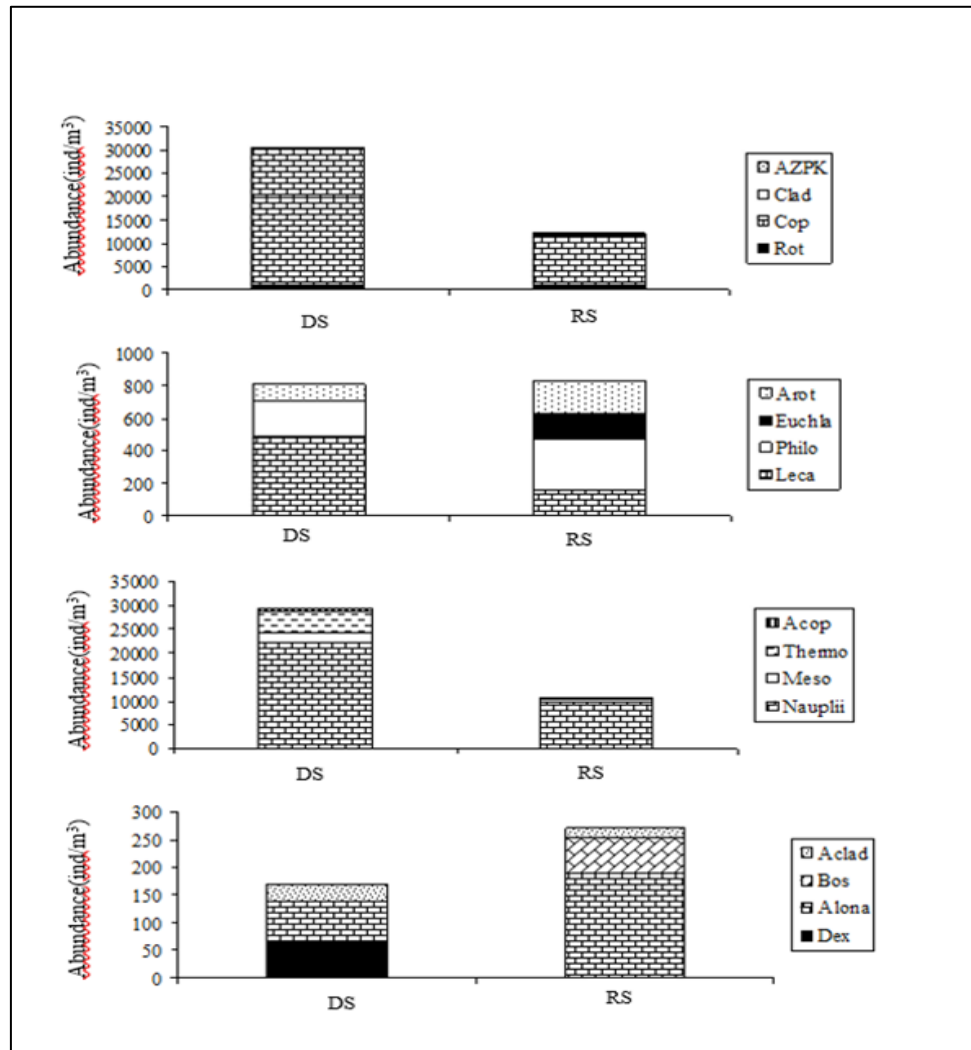 Abundance(ind/m³)
35000
30000
25000
20000
15000
10000
5000
0
DS
RS
AZPK
Clad
Cop
Rot
Abundance(ind/m³)
1000
800
600
400
200
0
DS
RS
Arot
Euchla
Philo
Leca
Abundance(ind/m³)
35000
30000
25000
20000
15000
10000
5000
0
DS
RS
Acop
Thermo
Meso
Nauplii
Abundance(ind/m³)
300
250
200
150
100
50
0
DS
RS
Aclad
Bos
Alona
Dex